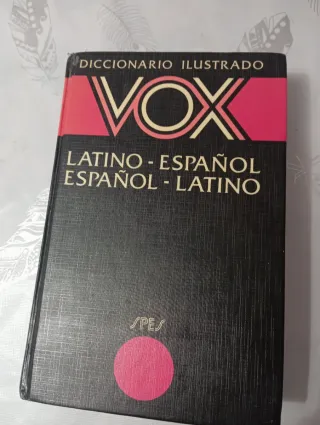 DICCIONARIO ILUSTRADO
VOX
LATINO - ESPAÑOL
ESPAÑOL - LATINO
SPES